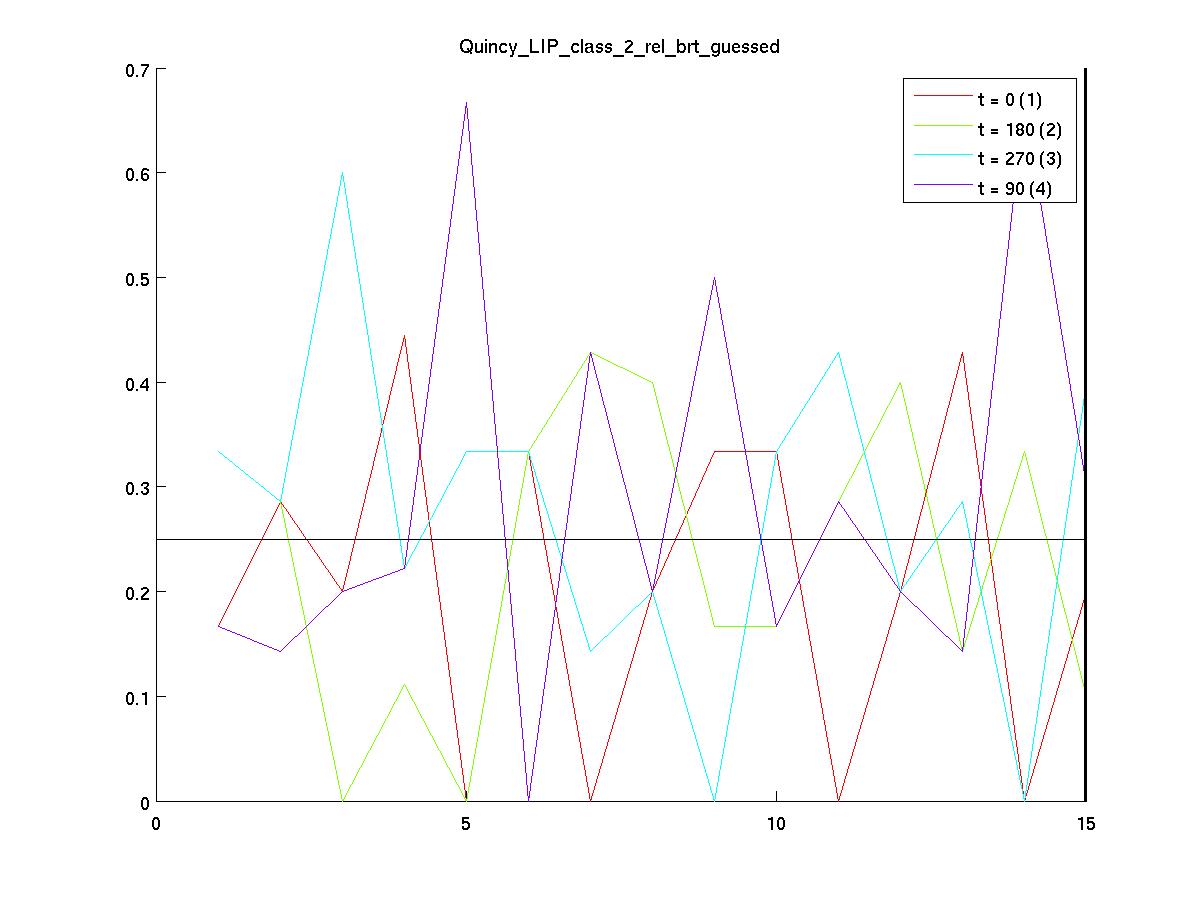 Quincy_LIP_class_2_rel_brt_guessed
0.7
0.6
0.5
0.4
0.3
0.2
0.1
0
0 5 10 15
t = 0 (1)
t = 180 (2)
t = 270 (3)
t = 90 (4)